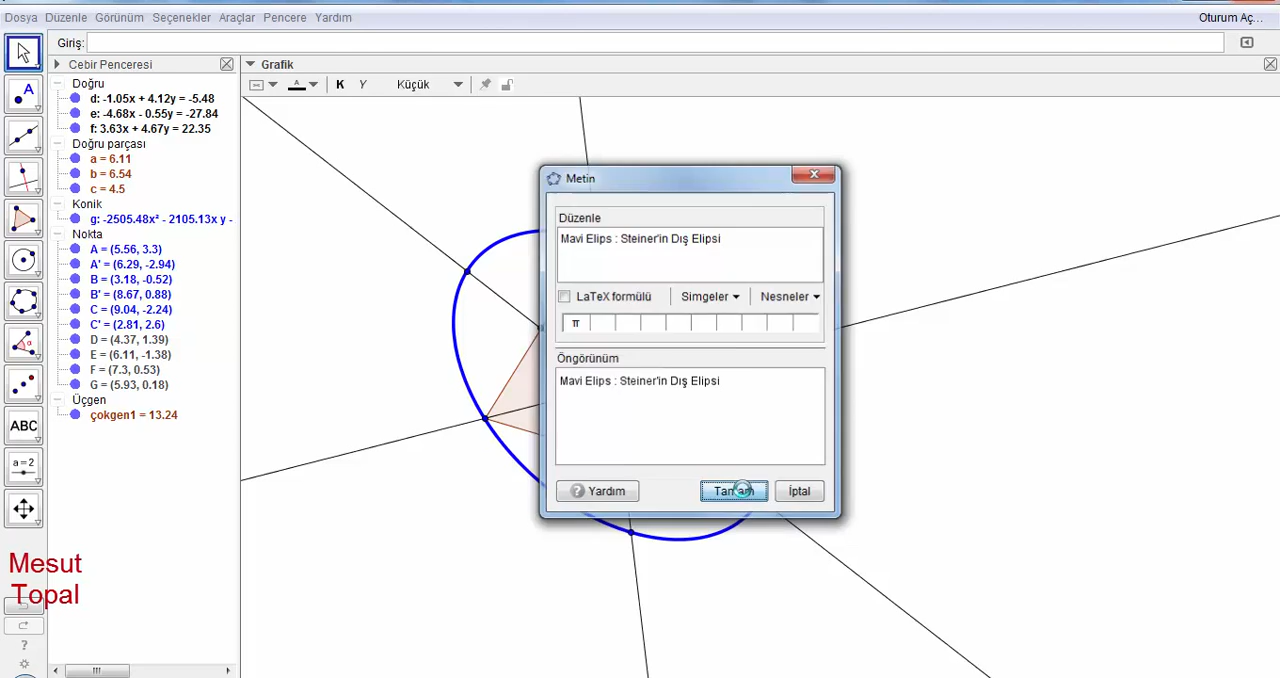 Dosya Düzenle Görünüm Seçenekler Araçlar Pencere Yardım Oturum Aç...
Giriş:
Cebir Penceresi Grafik
K Y Küçük
Doğru
d: -1.05x + 4.12y = -5.48
e: -4.68x - 0.55y = -27.84
f: 3.63x + 4.67y = 22.35
Doğru parçası
a = 6.11
b = 6.54
c = 4.5
Konik
g: -2505.48x² - 2105.13x y -
Nokta
A = (5.56, 3.3)
A' = (6.29, -2.94)
B = (3.18, -0.52)
B' = (8.67, 0.88)
C = (9.04, -2.24)
C' = (2.81, 2.6)
D = (4.37, 1.39)
E = (6.11, -1.38)
F = (7.3, 0.53)
G = (5.93, 0.18)
Üçgen
çokgen1 = 13.24
A
α
ABC
a=2
Mesut
Topal
?
Metin
Düzenle
Mavi Elips : Steiner'in Dış Elipsi
LaTeX formülü Simgeler Nesneler
π
Öngörünüm
Mavi Elips : Steiner'in Dış Elipsi
? Yardım Tamam İptal